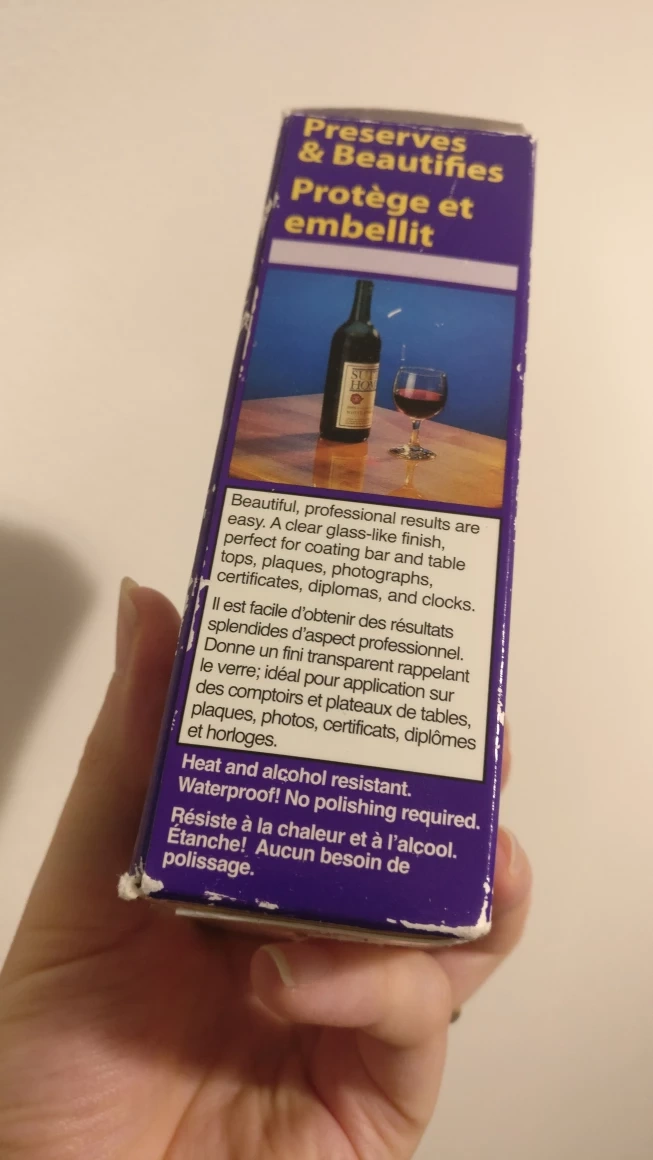 Preserves
& Beautifies
Protège et
embellit
SUTT
HOM
Beautiful, professional results are
easy. A clear glass-like finish,
perfect for coating bar and table
tops, plaques, photographs,
certificates, diplomas, and clocks.
Il est facile d'obtenir des résultats
splendides d'aspect professionnel.
Donne un fini transparent rappelant
le verre; idéal pour application sur
des comptoirs et plateaux de tables,
plaques, photos, certificats, diplômes
et horloges.
Heat and alcohol resistant.
Waterproof! No polishing required.
Résiste à la chaleur et à l'alcool.
Étanche! Aucun besoin de
polissage.